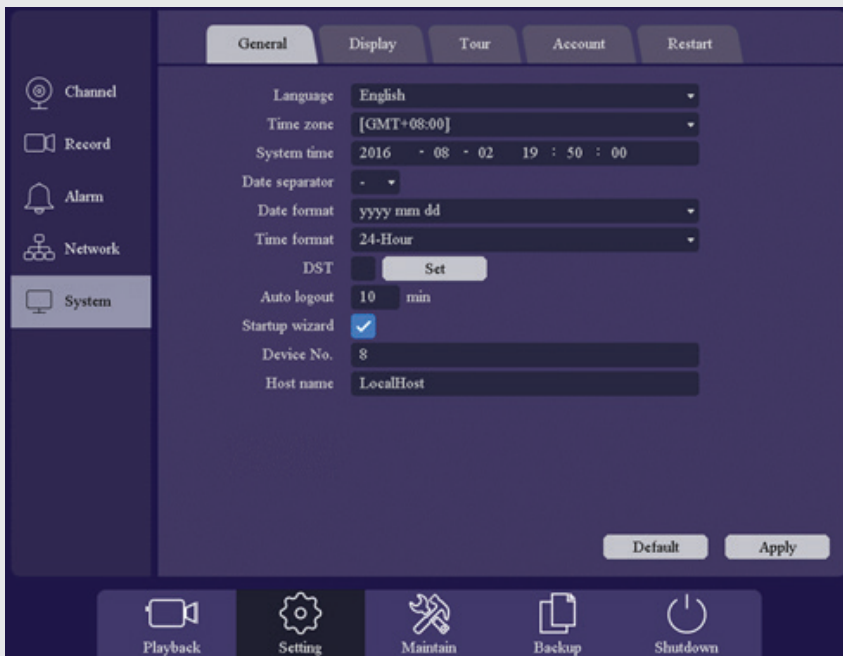 General Display Tour Account Restart
Channel
Record
Alarm
Network
System
Language English
Time zone [GMT+08:00]
System time 2016 - 08 - 02 19 : 50 : 00
Date separator -
Date format yyyy mm dd
Time format 24-Hour
DST Set
Auto logout 10 min
Startup wizard
Device No. 8
Host name LocalHost
Default Apply
Playback Setting Maintain Backup Shutdown